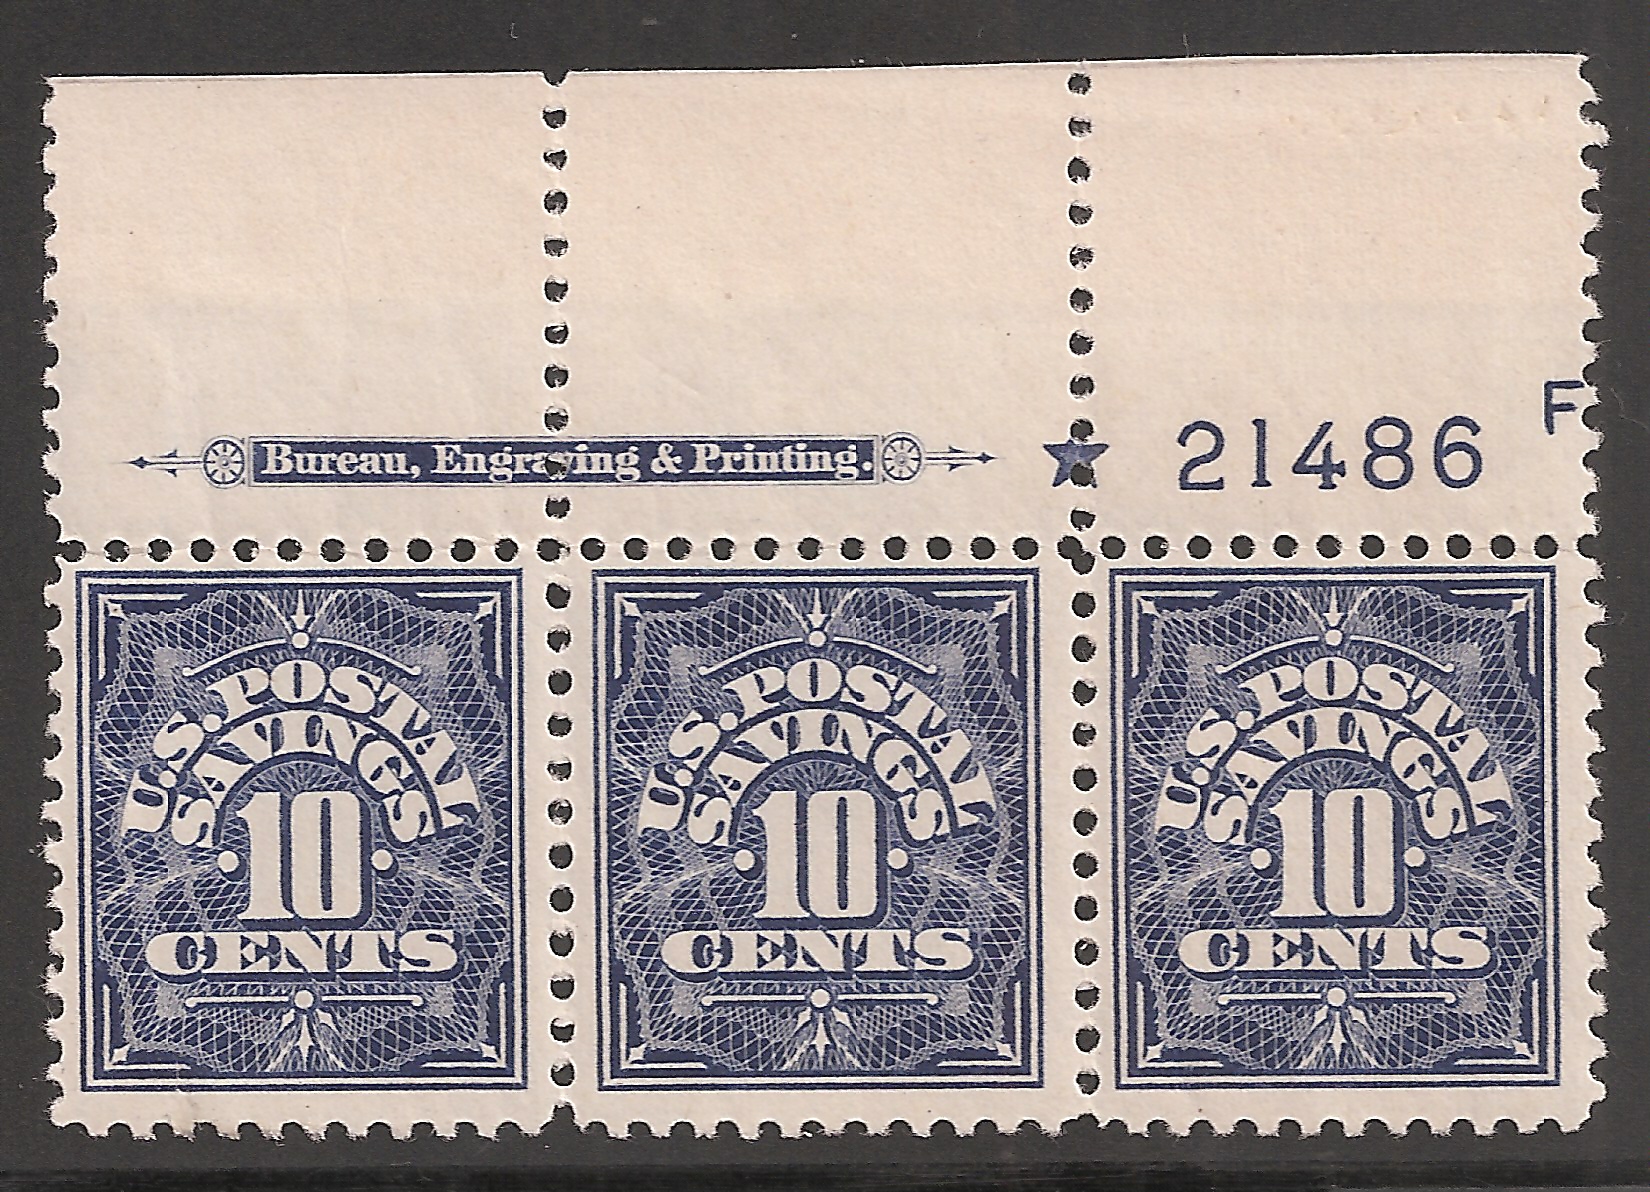 F
Bureau, Engraving & Printing. ★ 21486
U.S. POSTAL
SAVINGS
10
CENTS
U.S. POSTAL
SAVINGS
10
CENTS
U.S. POSTAL
SAVINGS
10
CENTS